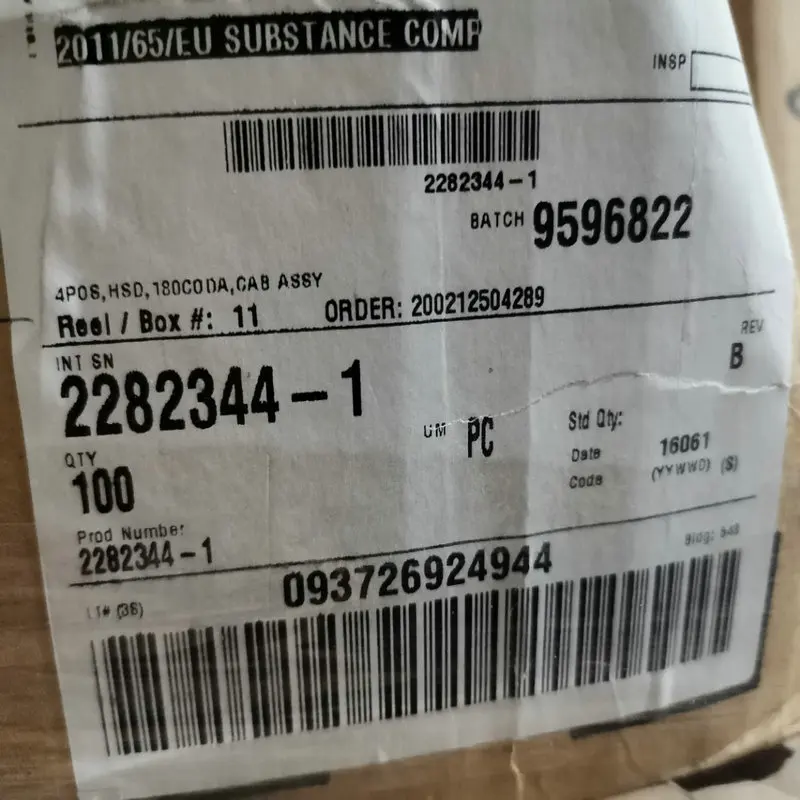 2011/65/EU SUBSTANCE COMP
INSP
2282344-1
BATCH 9596822
4POS,HSD,180CODA,CAB ASSY
Reel / Box #: 11 ORDER: 200212504289
INT SN
2282344-1
REV
B
UM PC
QTY
100
Std Qty:
Date 16061
Code (YYWWD) (S)
Prod Number
2282344-1
Bldg: 548
093726924944
LT# (3S)